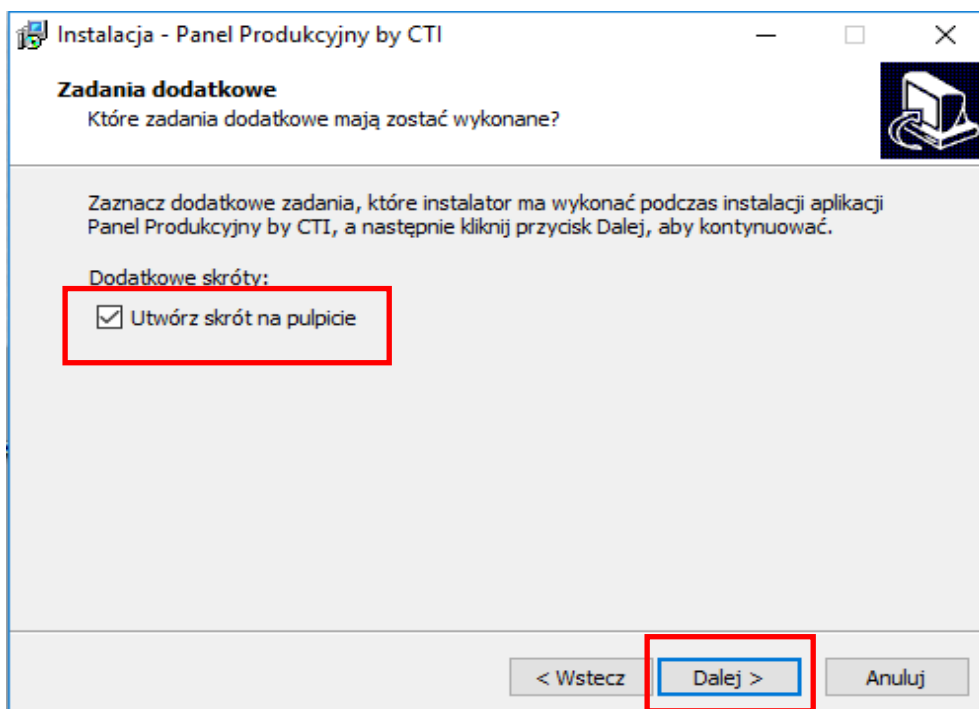 Instalacja - Panel Produkcyjny by CTI
Zadania dodatkowe
Które zadania dodatkowe mają zostać wykonane?
Zaznacz dodatkowe zadania, które instalator ma wykonać podczas instalacji aplikacji
Panel Produkcyjny by CTI, a następnie kliknij przycisk Dalej, aby kontynuować.
Dodatkowe skróty:
Utwórz skrót na pulpicie
< Wstecz
Dalej >
Anuluj